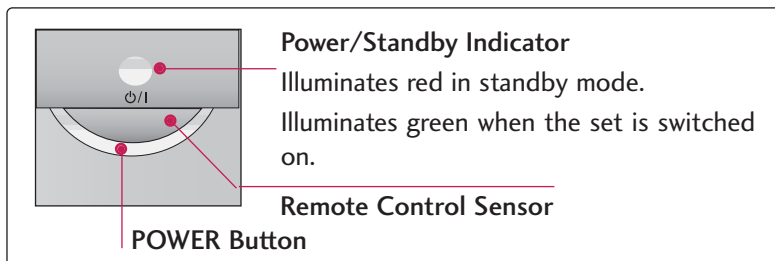 Power/Standby Indicator
Illuminates red in standby mode.
Illuminates green when the set is switched
on.
⏻/I
Remote Control Sensor
POWER Button